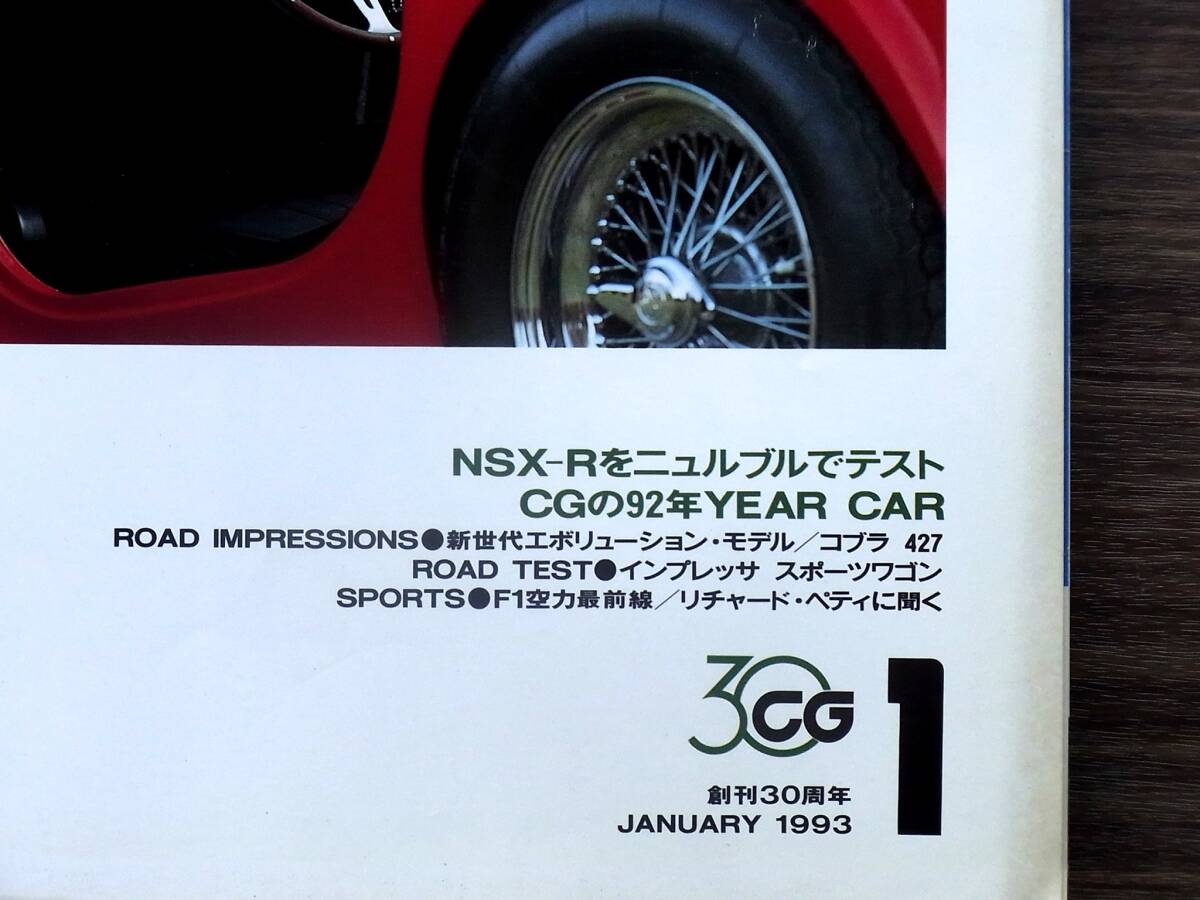 NSX-Rをニュルブルでテスト
CGの92年YEAR CAR
ROAD IMPRESSIONS●新世代エボリューション・モデル／コブラ 427
ROAD TEST●インプレッサ スポーツワゴン
SPORTS●F1空力最前線／リチャード・ペティに聞く
30CG
1
創刊30周年
JANUARY 1993